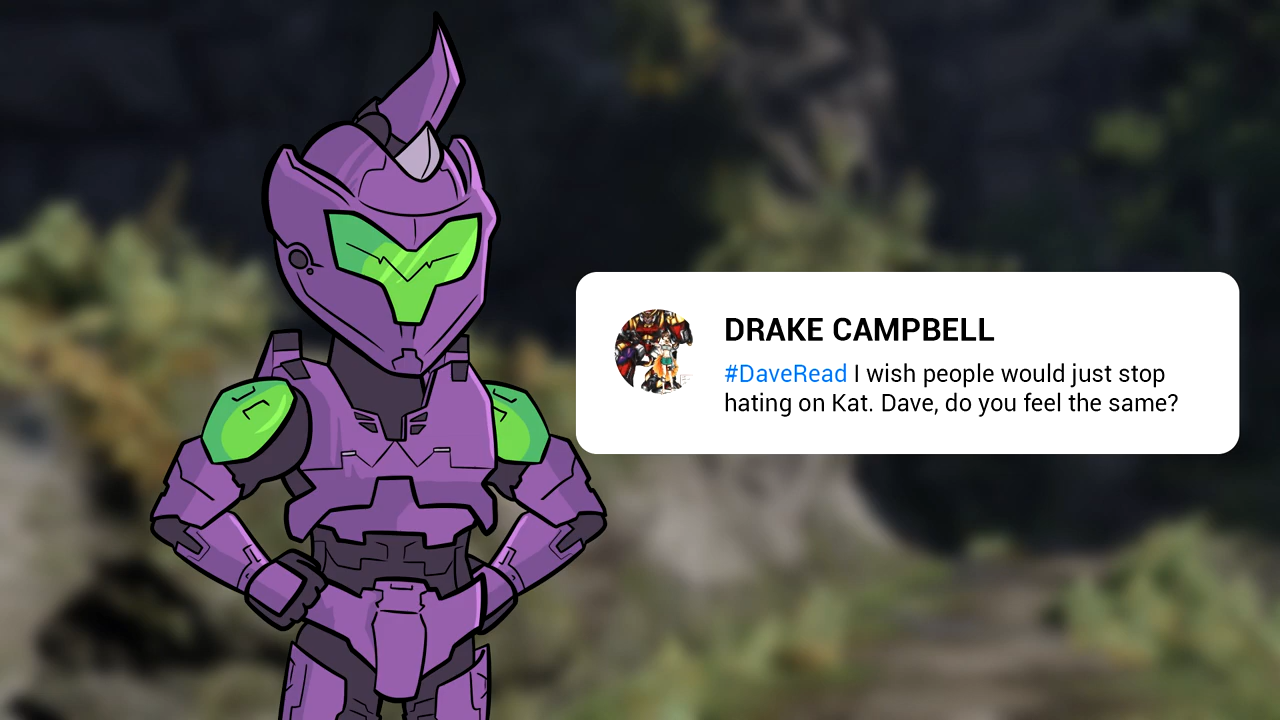 DRAKE CAMPBELL
#DaveRead I wish people would just stop
hating on Kat. Dave, do you feel the same?